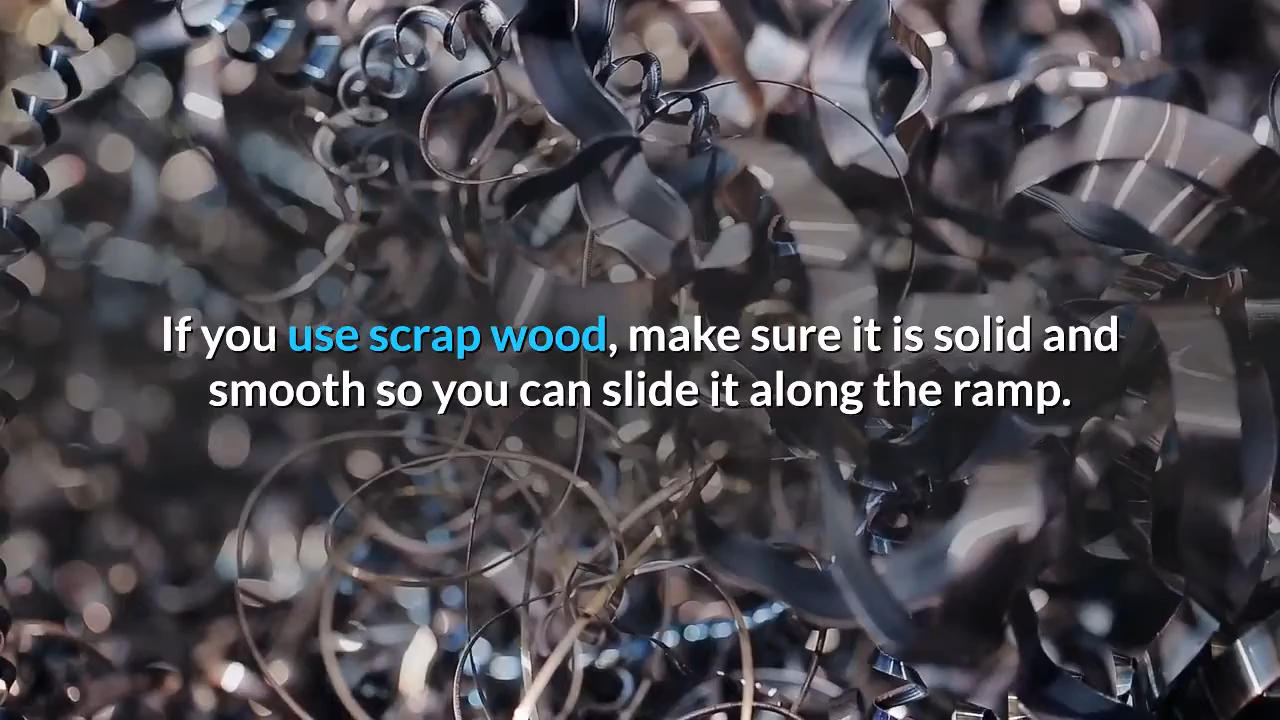 If you use scrap wood, make sure it is solid and
smooth so you can slide it along the ramp.